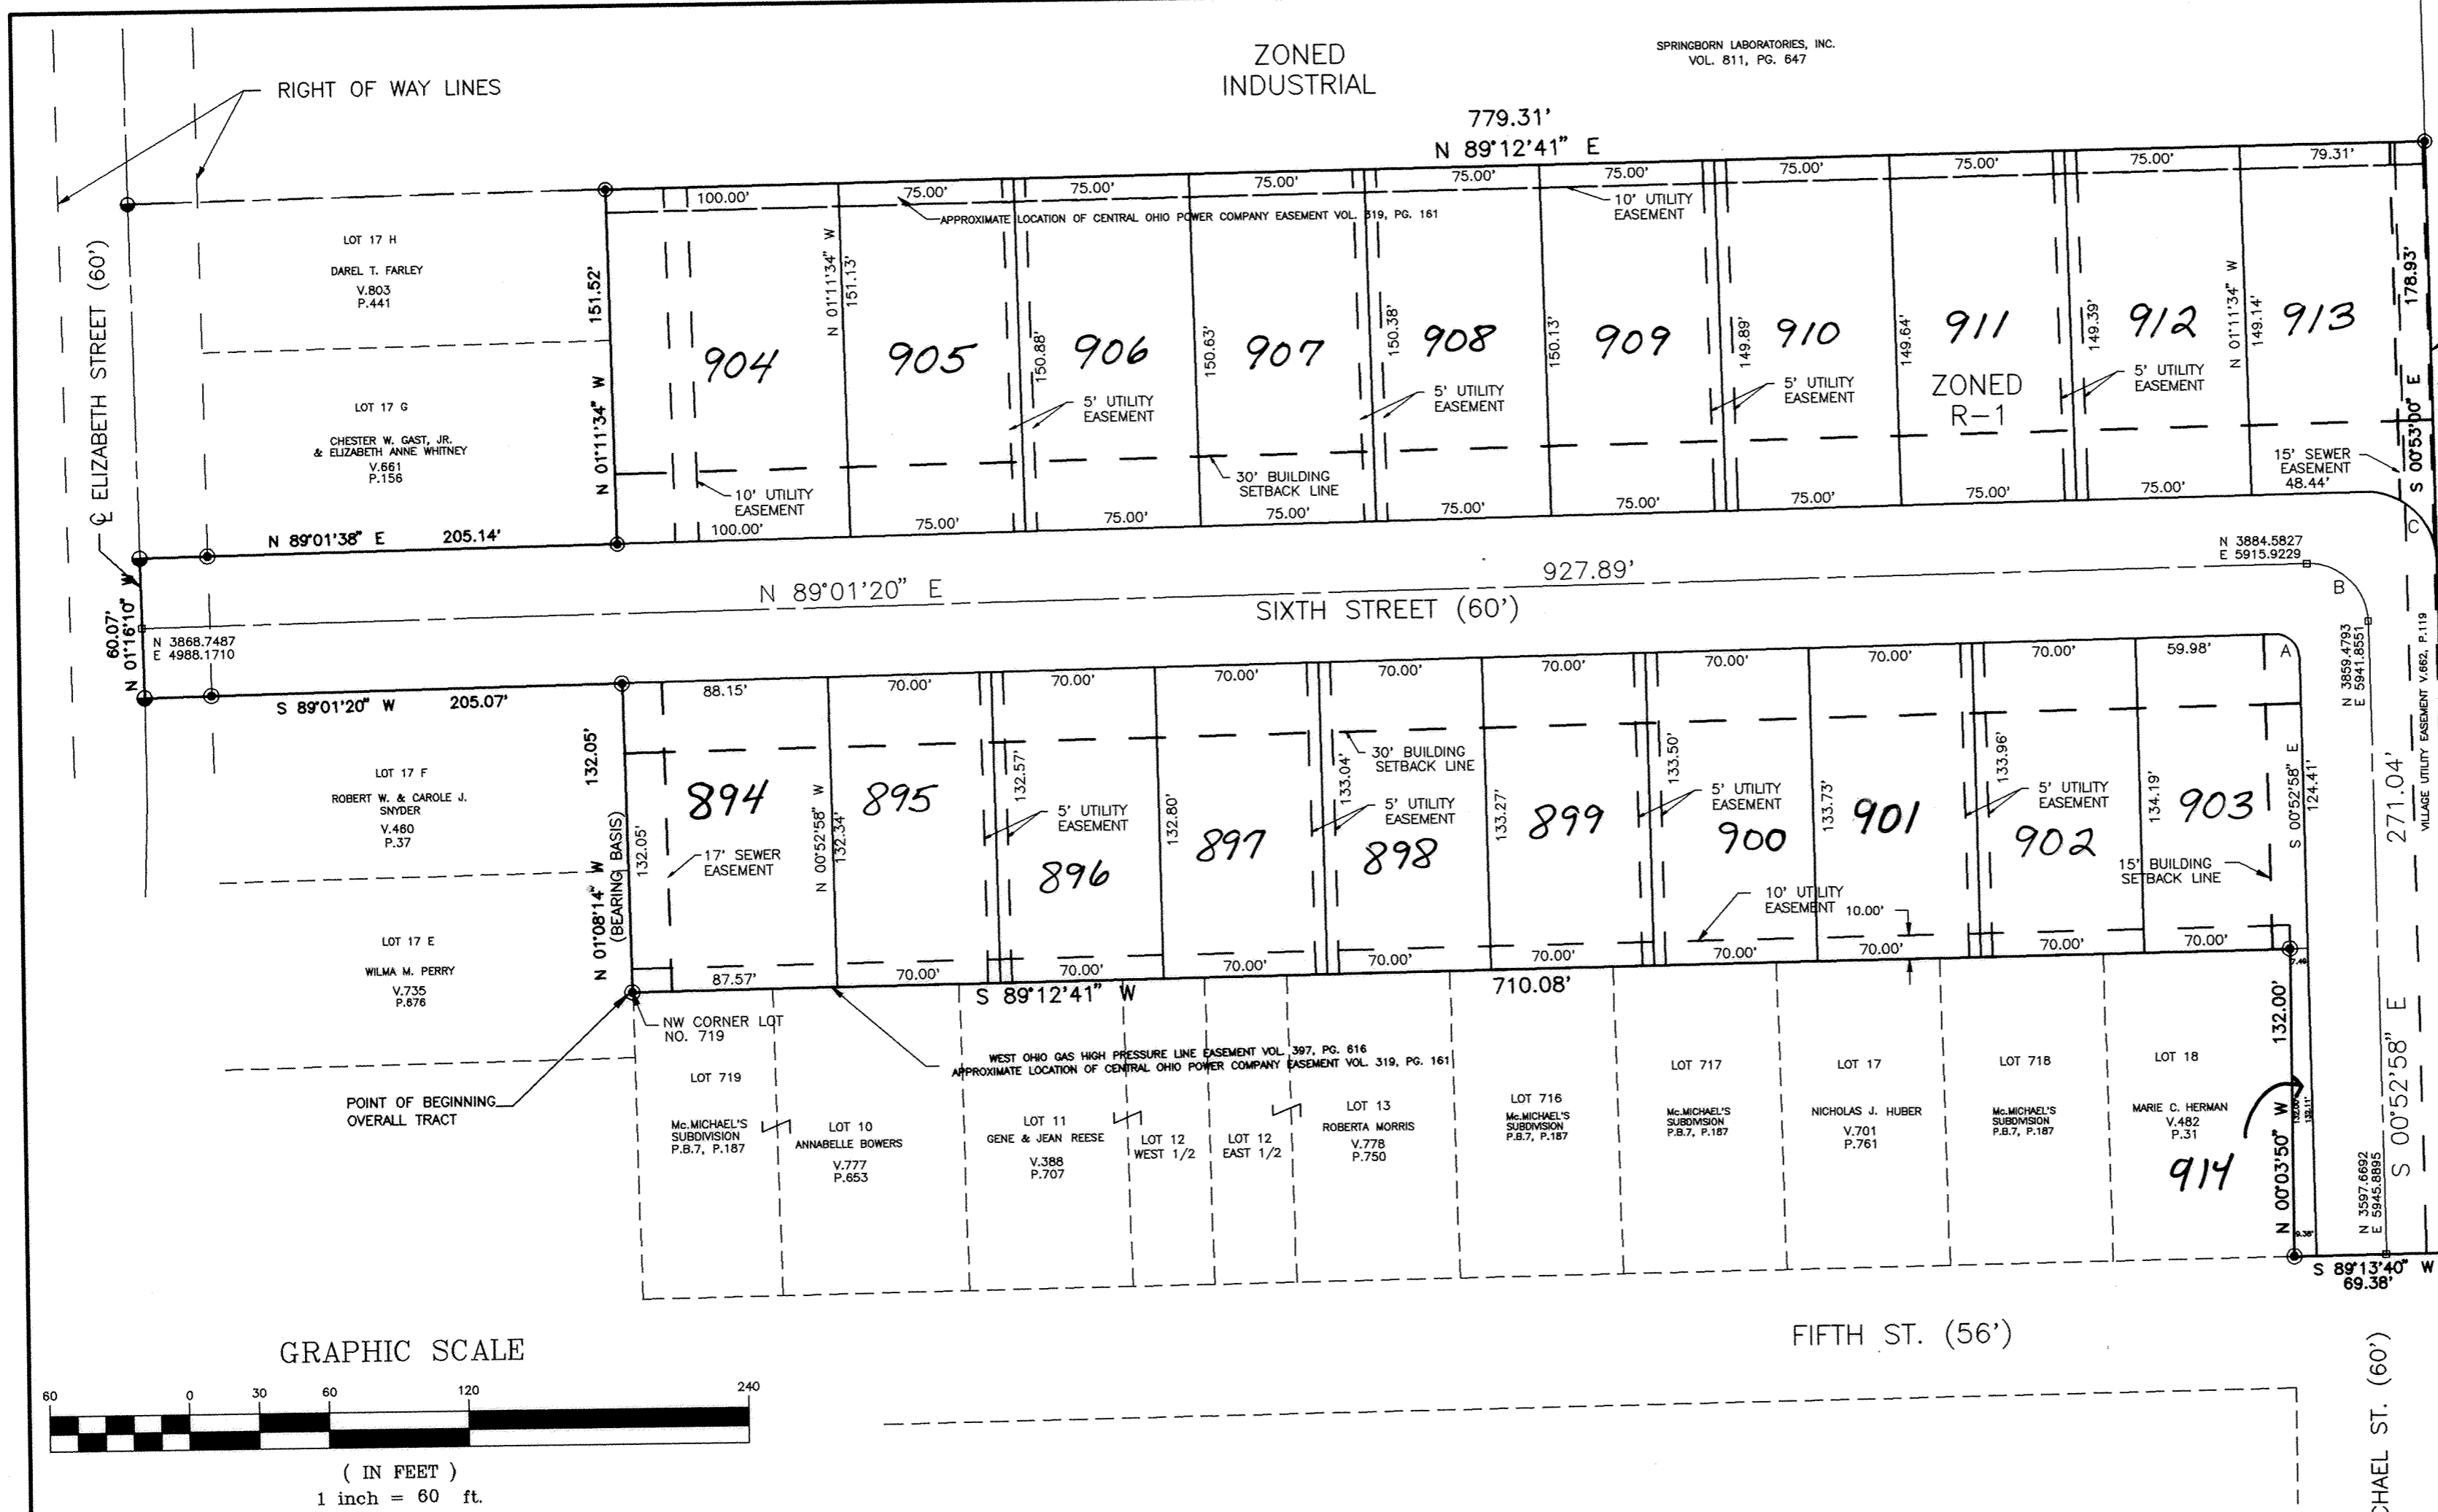 ZONED
INDUSTRIAL
SPRINGBORN LABORATORIES, INC.
VOL. 811, PG. 647
RIGHT OF WAY LINES
779.31'
N 89°12'41" E
100.00'
75.00'
75.00'
75.00'
75.00'
75.00'
75.00'
75.00'
75.00'
79.31'
APPROXIMATE LOCATION OF CENTRAL OHIO POWER COMPANY EASEMENT VOL. 319, PG. 161
10' UTILITY
EASEMENT
℄ ELIZABETH STREET (60')
LOT 17 H
DAREL T. FARLEY
V.803
P.441
LOT 17 G
CHESTER W. GAST, JR.
& ELIZABETH ANNE WHITNEY
V.661
P.156
N 01°11'34" W 151.52'
904
N 01°11'34" W
151.13'
905
150.88'
906
150.63'
907
150.38'
908
150.13'
909
149.89'
910
149.64'
911
149.39'
912
N 01°11'34" W
149.14'
913
S 00°53'00" E 178.93'
5' UTILITY
EASEMENT
5' UTILITY
EASEMENT
5' UTILITY
EASEMENT
5' UTILITY
EASEMENT
ZONED
R-1
10' UTILITY
EASEMENT
30' BUILDING
SETBACK LINE
15' SEWER
EASEMENT
48.44'
100.00'
75.00'
75.00'
75.00'
75.00'
75.00'
75.00'
75.00'
75.00'
C
N 89°01'38" E 205.14'
N 3884.5827
E 5915.9229
N 89°01'20" E
927.89'
SIXTH STREET (60')
B
N 01°16'10" W
60.07'
N 3868.7487
E 4988.1710
S 89°01'20" W 205.07'
88.15'
70.00'
70.00'
70.00'
70.00'
70.00'
70.00'
70.00'
70.00'
59.98'
A
N 3859.4793
E 5941.8551
VILLAGE UTILITY EASEMENT V.662, P.119
LOT 17 F
ROBERT W. & CAROLE J.
SNYDER
V.460
P.37
LOT 17 E
WILMA M. PERRY
V.735
P.676
N 01°08'14" W 132.05'
(BEARING BASIS)
132.05'
894
17' SEWER
EASEMENT
N 00°52'58" W
132.34'
895
132.57'
5' UTILITY
EASEMENT
896
132.80'
897
133.04'
30' BUILDING
SETBACK LINE
5' UTILITY
EASEMENT
898
133.27'
899
133.50'
5' UTILITY
EASEMENT
900
133.73'
901
133.96'
5' UTILITY
EASEMENT
902
134.19'
903
15' BUILDING
SETBACK LINE
S 00°52'58" E
124.41'
10' UTILITY
EASEMENT
10.00'
271.04'
S 00°52'58" E
87.57'
70.00'
70.00'
70.00'
70.00'
70.00'
70.00'
70.00'
70.00'
70.00'
S 89°12'41" W
710.08'
NW CORNER LOT
NO. 719
WEST OHIO GAS HIGH PRESSURE LINE EASEMENT VOL. 397, PG. 616
APPROXIMATE LOCATION OF CENTRAL OHIO POWER COMPANY EASEMENT VOL. 319, PG. 161
POINT OF BEGINNING
OVERALL TRACT
LOT 719
Mc.MICHAEL'S
SUBDIVISION
P.B.7, P.187
LOT 10
ANNABELLE BOWERS
V.777
P.653
LOT 11
GENE & JEAN REESE
V.388
P.707
LOT 12
WEST 1/2
LOT 12
EAST 1/2
LOT 13
ROBERTA MORRIS
V.778
P.750
LOT 716
Mc.MICHAEL'S
SUBDIVISION
P.B.7, P.187
LOT 717
Mc.MICHAEL'S
SUBDIVISION
P.B.7, P.187
LOT 17
NICHOLAS J. HUBER
V.701
P.761
LOT 718
Mc.MICHAEL'S
SUBDIVISION
P.B.7, P.187
LOT 18
MARIE C. HERMAN
V.482
P.31
914
N 00°03'50" W 132.00'
132.00'
132.11'
9.38'
N 3597.6692
E 5945.8895
S 89°13'40" W
69.38'
FIFTH ST. (56')
CHAEL ST. (60')
GRAPHIC SCALE
60 0 30 60 120 240
( IN FEET )
1 inch = 60 ft.